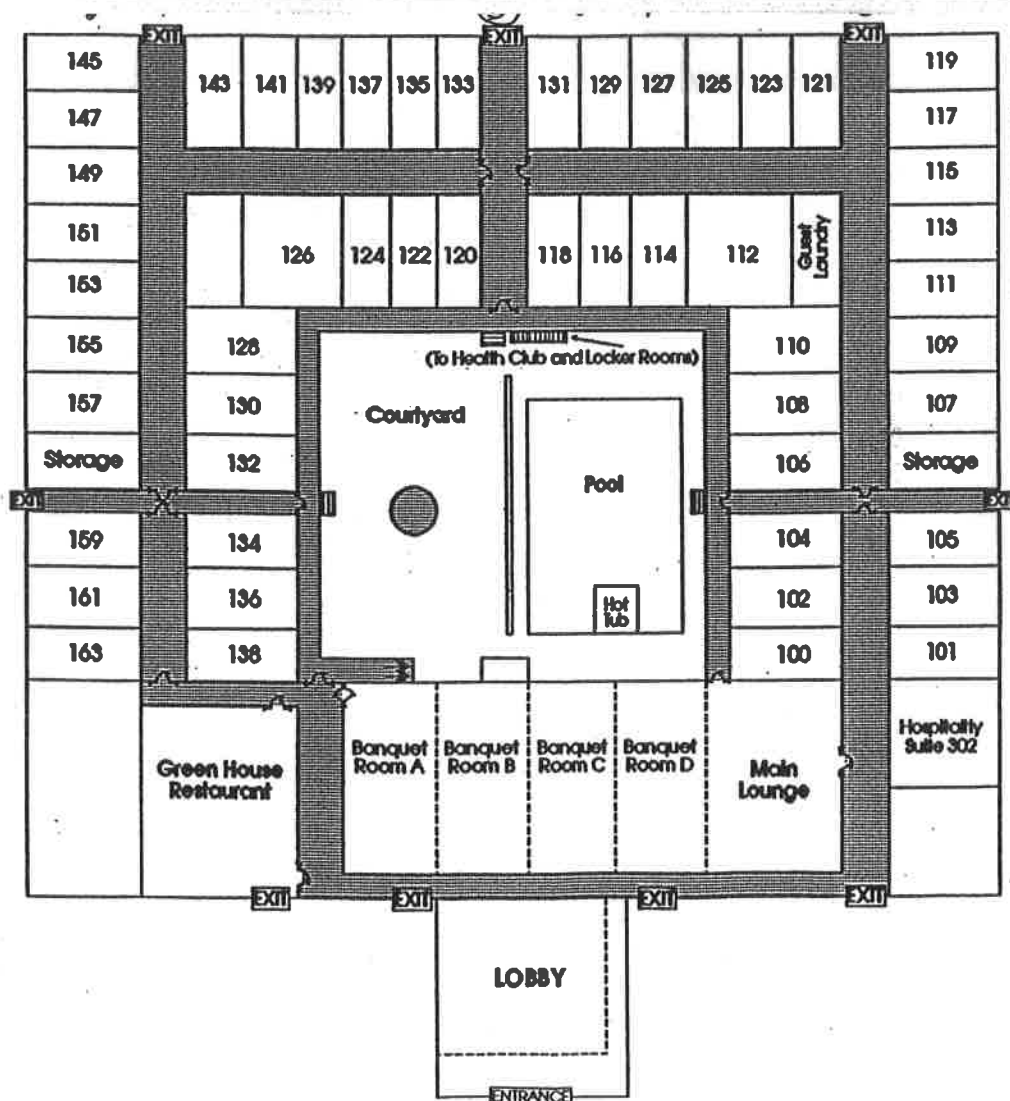 EXIT
EXIT
EXIT
145
143
141
139
137
135
133
131
129
127
125
123
121
119
147
117
149
115
151
126
124
122
120
118
116
114
112
Guest
Laundry
113
153
111
155
128
(To Health Club and Locker Rooms)
110
109
157
130
Courtyard
108
107
Storage
132
Pool
106
Storage
EXIT
EXIT
159
134
104
105
161
136
Hot
Tub
102
103
163
138
100
101
Green House
Restaurant
Banquet
Room A
Banquet
Room B
Banquet
Room C
Banquet
Room D
Main
Lounge
Hospitality
Suite 302
EXIT
EXIT
EXIT
EXIT
LOBBY
ENTRANCE